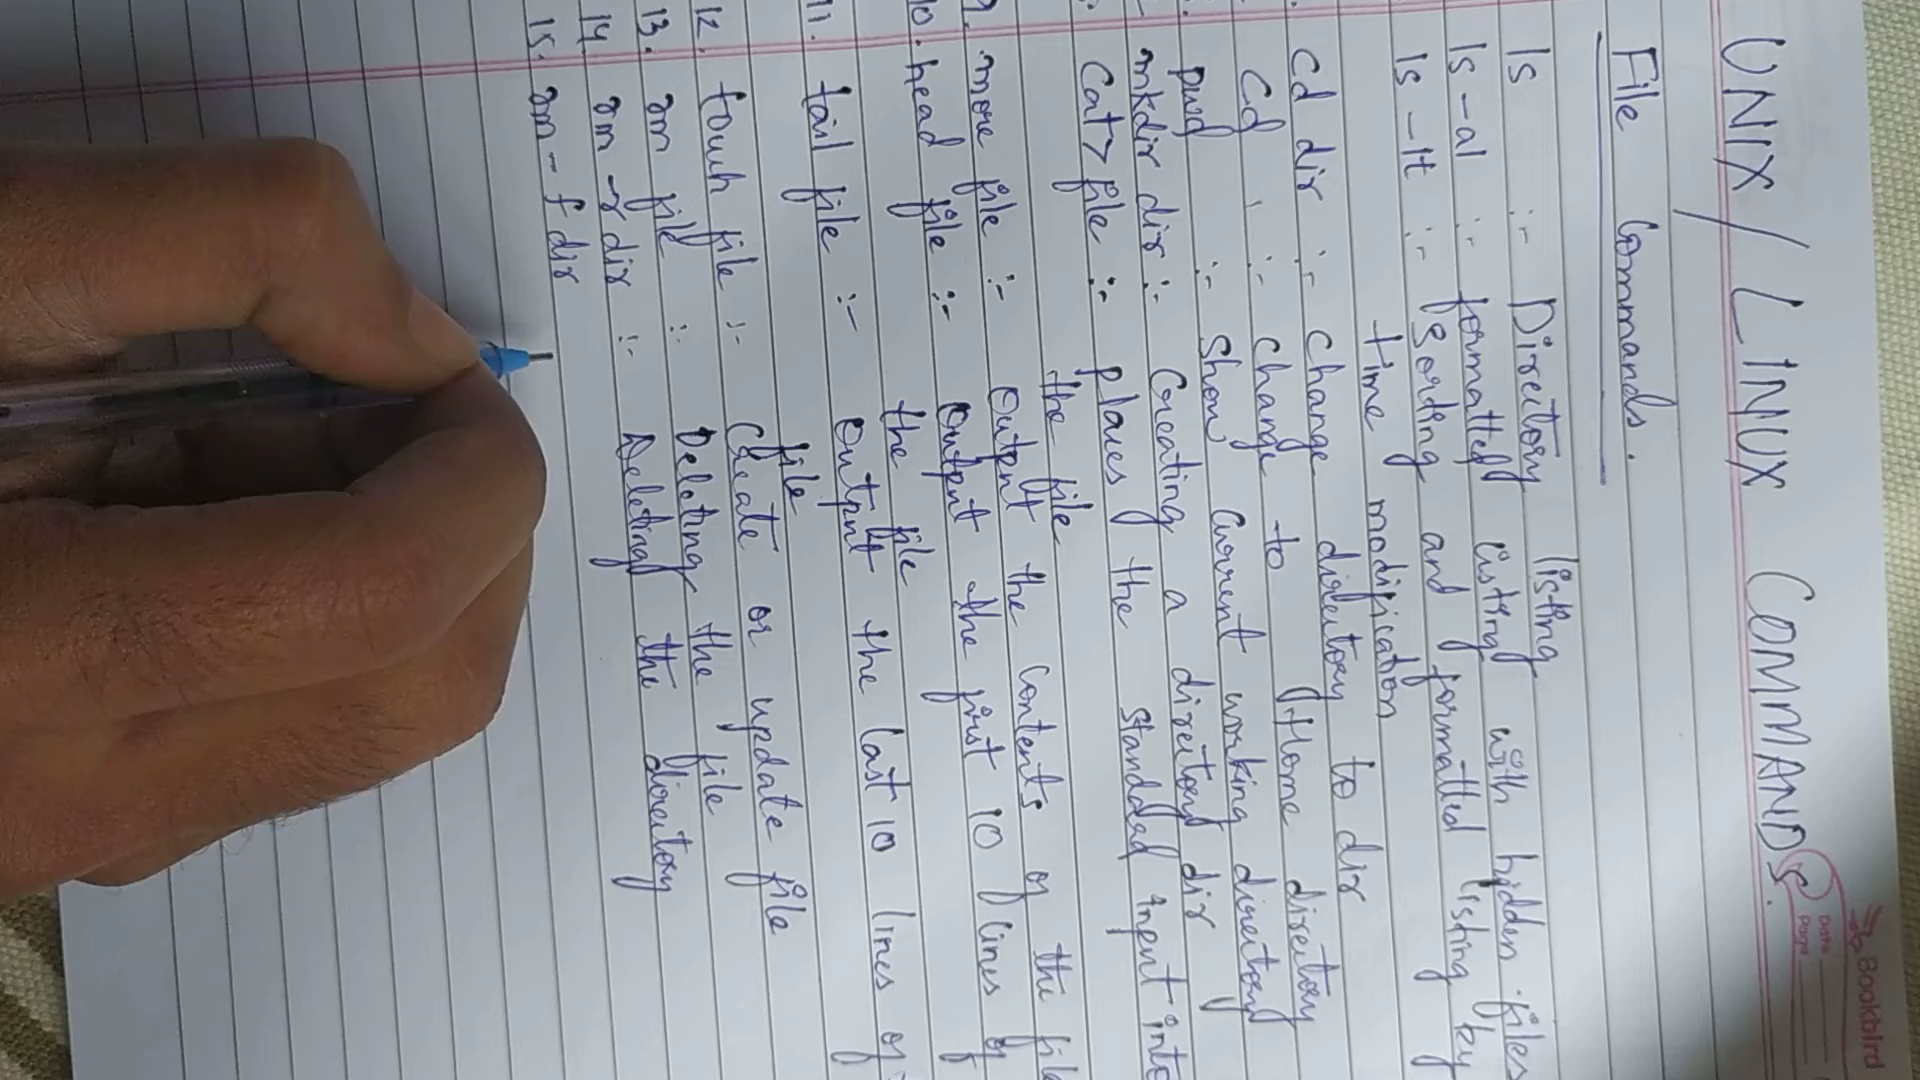 Bookbird
Date
Page
UNIX / LINUX COMMANDS.
File Commands.
ls :- Directory listing
ls -al :- formatted listing with hidden files
ls -lt :- Sorting and formatted listing by
time modification
cd dir :- change directory to dir
cd :- change to (Home directory
pwd :- Show current working directory
mkdir dir :- Creating a directory dir
Cat > file :- places the standdad input into
the file
9. more file :- Output the contents of the file
10. head file :- Output the first 10 lines of
the file
11. tail file :- Output the last 10 lines of
file
12. touch file :- Create or update file
13. rm file :- Deleting the file
14. rm -r dir :- Deleting the directory
15. rm -f dir